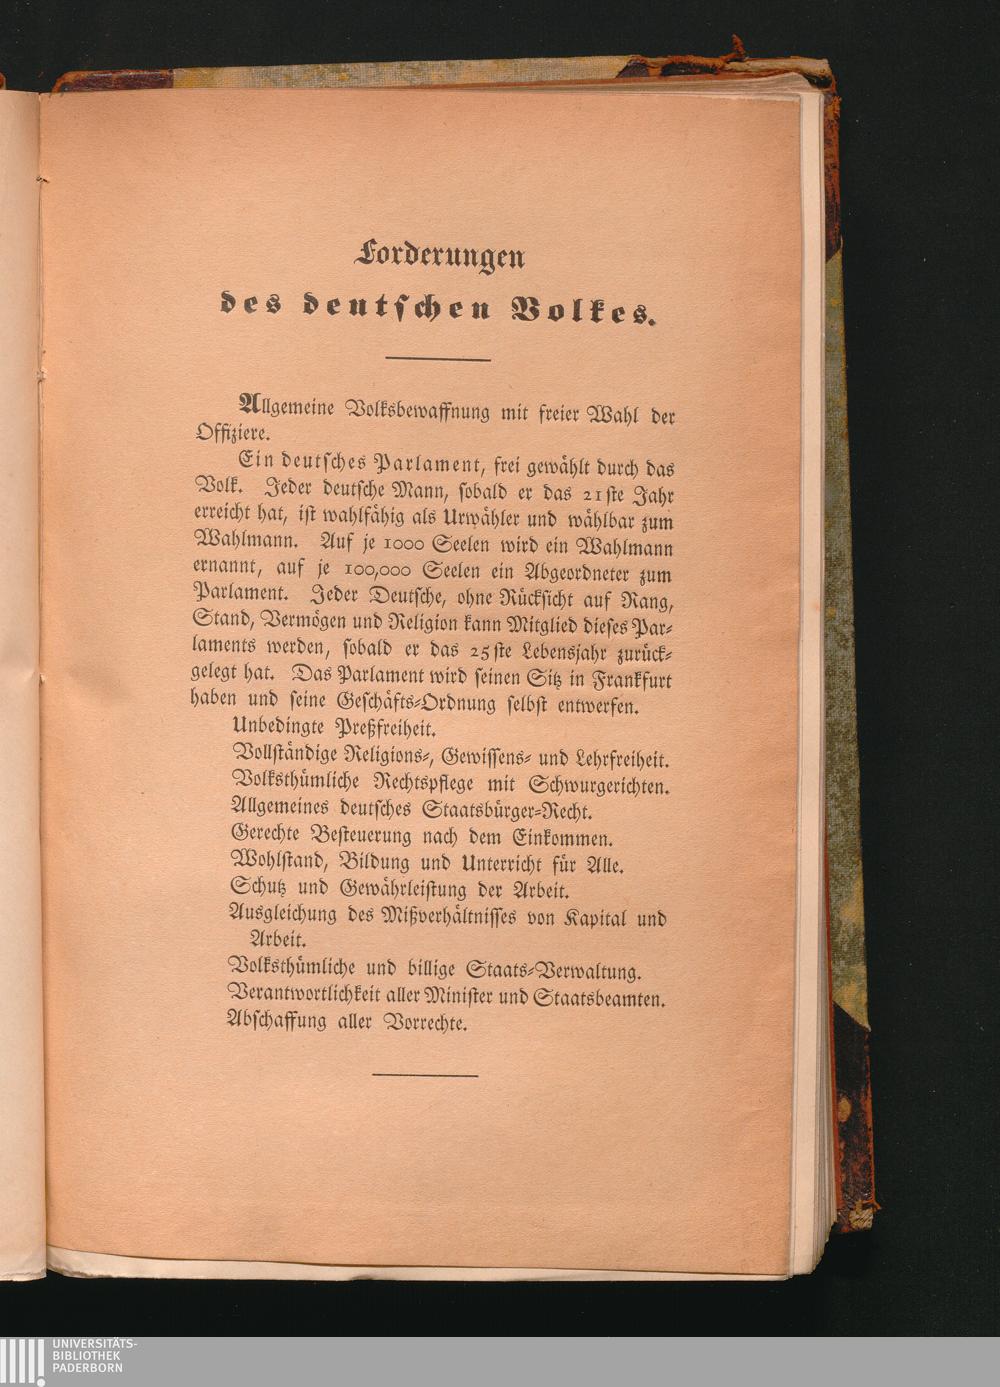 Forderungen
des deutschen Volkes.
Allgemeine Volksbewaffnung mit freier Wahl der
Offiziere.
Ein deutsches Parlament, frei gewählt durch das
Volk. Jeder deutsche Mann, sobald er das 21ste Jahr
erreicht hat, ist wahlfähig als Urwähler und wählbar zum
Wahlmann. Auf je 1000 Seelen wird ein Wahlmann
ernannt, auf je 100,000 Seelen ein Abgeordneter zum
Parlament. Jeder Deutsche, ohne Rücksicht auf Rang,
Stand, Vermögen und Religion kann Mitglied dieses Par-
laments werden, sobald er das 25ste Lebensjahr zurück-
gelegt hat. Das Parlament wird seinen Sitz in Frankfurt
haben und seine Geschäfts-Ordnung selbst entwerfen.
Unbedingte Preßfreiheit.
Vollständige Religions-, Gewissens- und Lehrfreiheit.
Volksthümliche Rechtspflege mit Schwurgerichten.
Allgemeines deutsches Staatsbürger-Recht.
Gerechte Besteuerung nach dem Einkommen.
Wohlstand, Bildung und Unterricht für Alle.
Schutz und Gewährleistung der Arbeit.
Ausgleichung des Mißverhältnisses von Kapital und
Arbeit.
Volksthümliche und billige Staats-Verwaltung.
Verantwortlichkeit aller Minister und Staatsbeamten.
Abschaffung aller Vorrechte.
UNIVERSITÄTS-
BIBLIOTHEK
PADERBORN